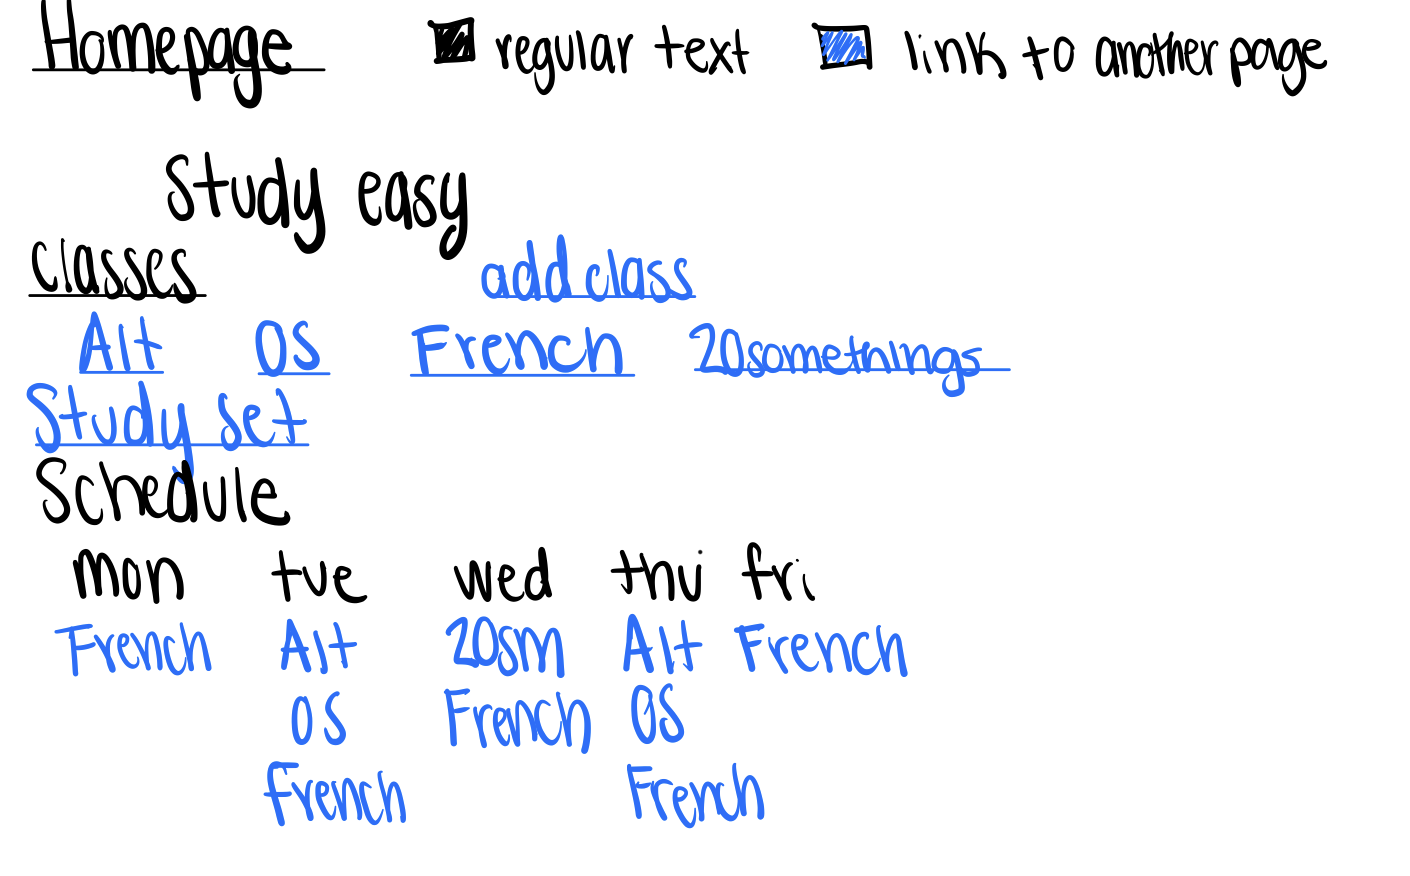 Homepage regular text link to another page
Study easy
classes add class
Alt OS French 20somethings
Study set
Schedule
mon tue wed thu fri
French Alt 20sm Alt French
OS French OS
French French